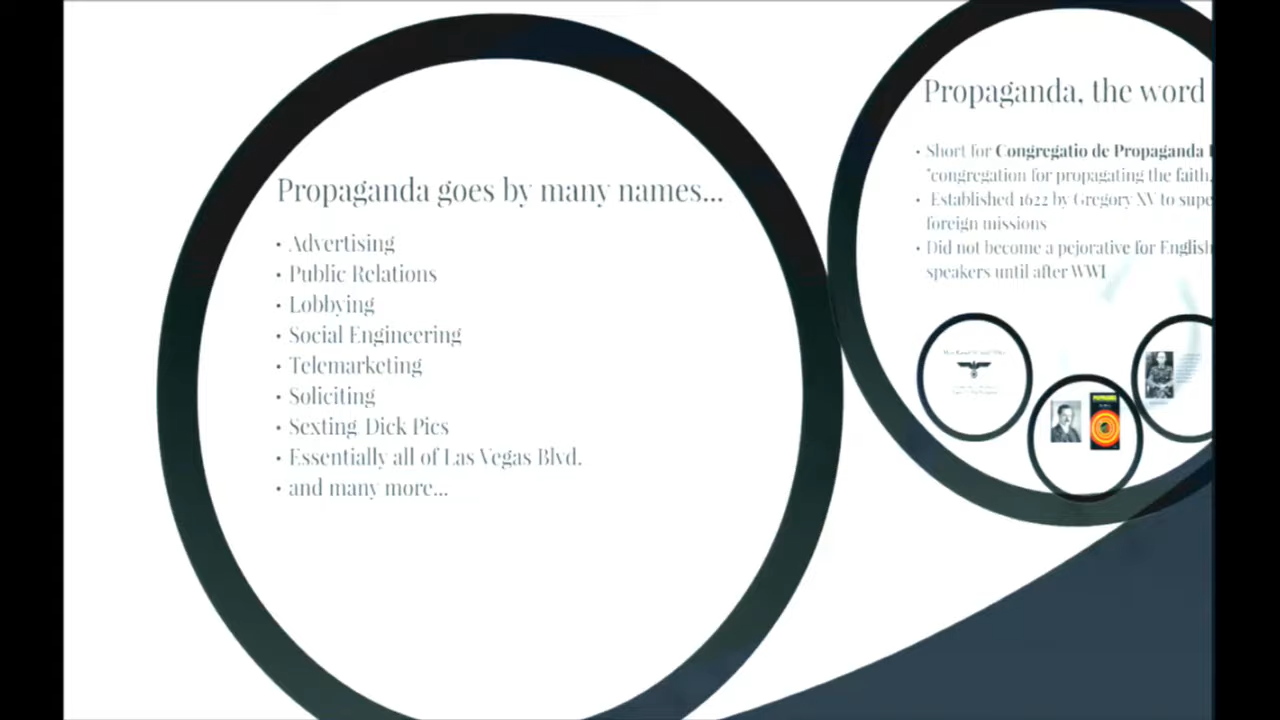 Propaganda goes by many names...
• Advertising
• Public Relations
• Lobbying
• Social Engineering
• Telemarketing
• Soliciting
• Sexting Dick Pics
• Essentially all of Las Vegas Blvd.
• and many more...
Propaganda, the word
• Short for Congregatio de Propaganda
"congregation for propagating the faith,
• Established 1622 by Gregory XV to supe
foreign missions
• Did not become a pejorative for English
speakers until after WWI